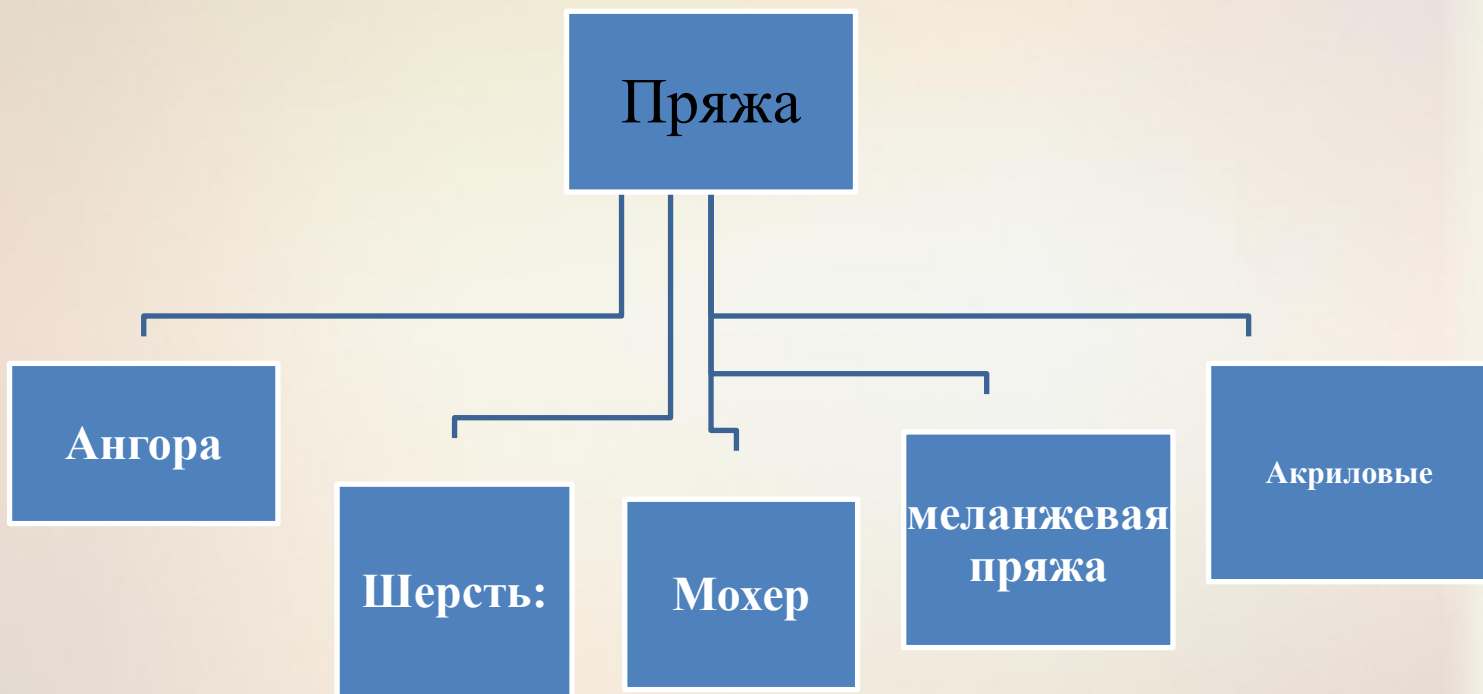 Пряжа
Ангора
Шерсть:
Мохер
меланжевая
пряжа
Акриловые